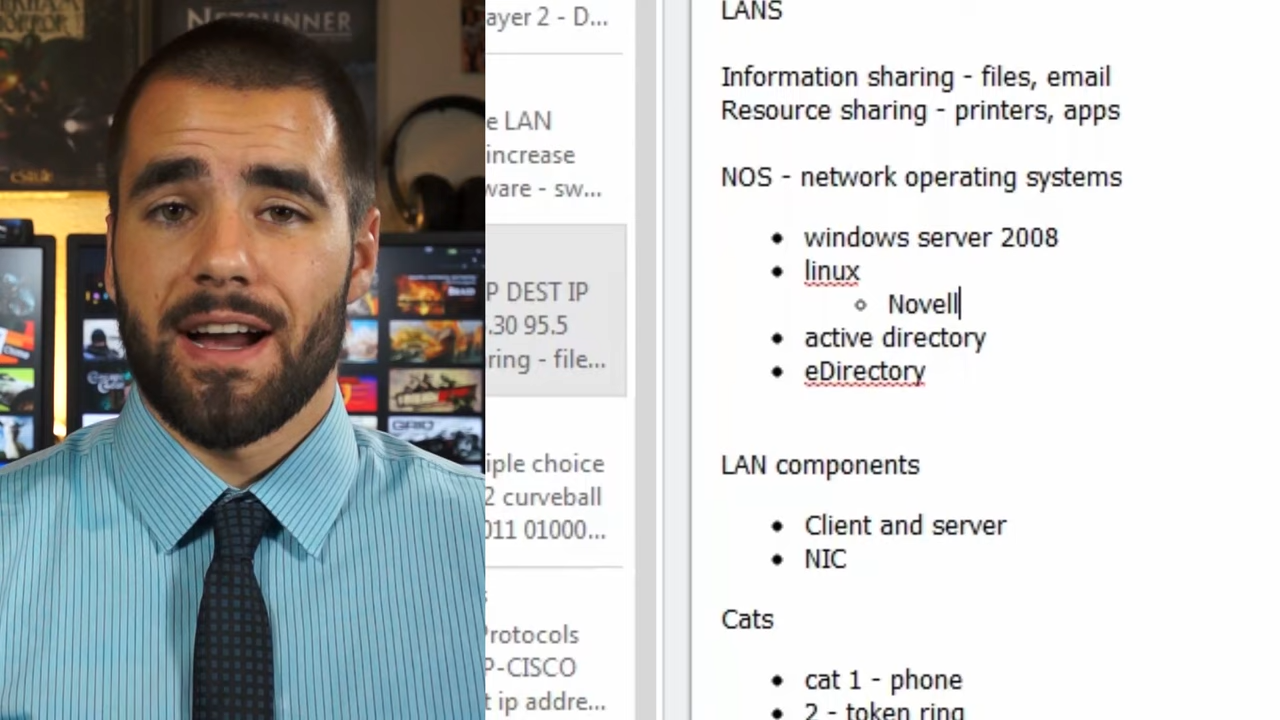 NETRUNNER
ayer 2 - D...
e LAN
increase
ware - sw...
P DEST IP
.30 95.5
ring - file...
iple choice
2 curveball
011 01000...
Protocols
P-CISCO
t ip addre...
LANS
Information sharing - files, email
Resource sharing - printers, apps
NOS - network operating systems
windows server 2008
linux
Novell
active directory
eDirectory
LAN components
Client and server
NIC
Cats
cat 1 - phone
2 - token ring